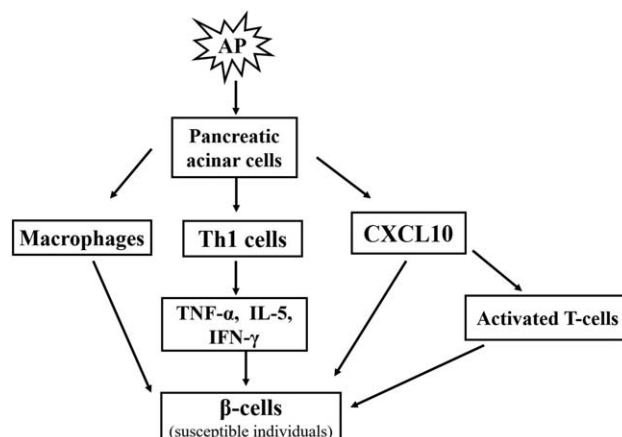 AP
Pancreatic
acinar cells
Macrophages
Th1 cells
CXCL10
TNF-α, IL-5,
IFN-γ
Activated T-cells
β-cells
(susceptible individuals)